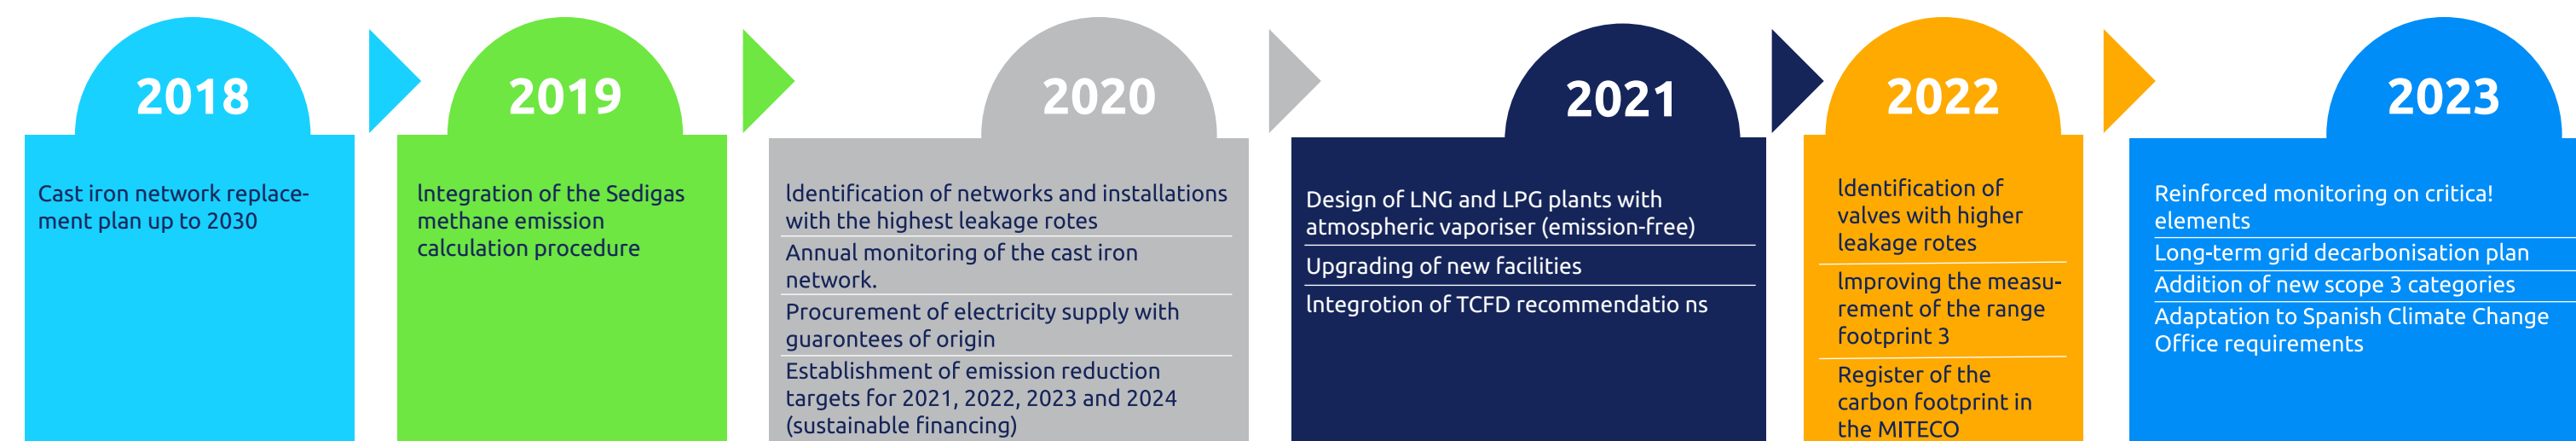 2018
Cast iron network replace-
ment plan up to 2030
2019
lntegration of the Sedigas
methane emission
calculation procedure
2020
ldentification of networks and installations
with the highest leakage rotes
Annual monitoring of the cast iron
network.
Procurement of electricity supply with
guarontees of origin
Establishment of emission reduction
targets for 2021, 2022, 2023 and 2024
(sustainable financing)
2021
Design of LNG and LPG plants with
atmospheric vaporiser (emission-free)
Upgrading of new facilities
lntegrotion of TCFD recommendatio ns
2022
ldentification of
valves with higher
leakage rotes
lmproving the measu-
rement of the range
footprint 3
Register of the
carbon footprint in
the MITECO
2023
Reinforced monitoring on critica!
elements
Long-term grid decarbonisation plan
Addition of new scope 3 categories
Adaptation to Spanish Climate Change
Office requirements